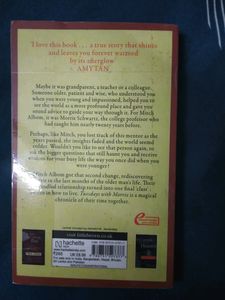 'I love this book . . . a true story that shines
and leaves you forever warmed
by its afterglow'
AMY TAN
Maybe it was grandparent, a teacher or a colleague.
Someone older, patient and wise, who understood you
when you were young and impassioned, helped you to
see the world as a more profound place and gave you
sound advice to guide your way through it. For Mitch
Albom, it was Morrie Schwartz, the college professor who
had taught him nearly twenty years before.
Perhaps, like Mitch, you lost track of this mentor as the
years passed, the insights faded and the world seemed
colder. Wouldn't you like to see that person again, to
ask the bigger questions that still haunt you and receive
wisdom for your busy life the way you once did when you
were younger?
Mitch Albom got that second chance, rediscovering
in the last months of the older man's life. Their
rekindled relationship turned into one final 'class':
in how to live. Tuesdays with Morrie is a magical
chronicle of their time together.
visit littlebrown.co.uk
hachette
INDIA
₹265